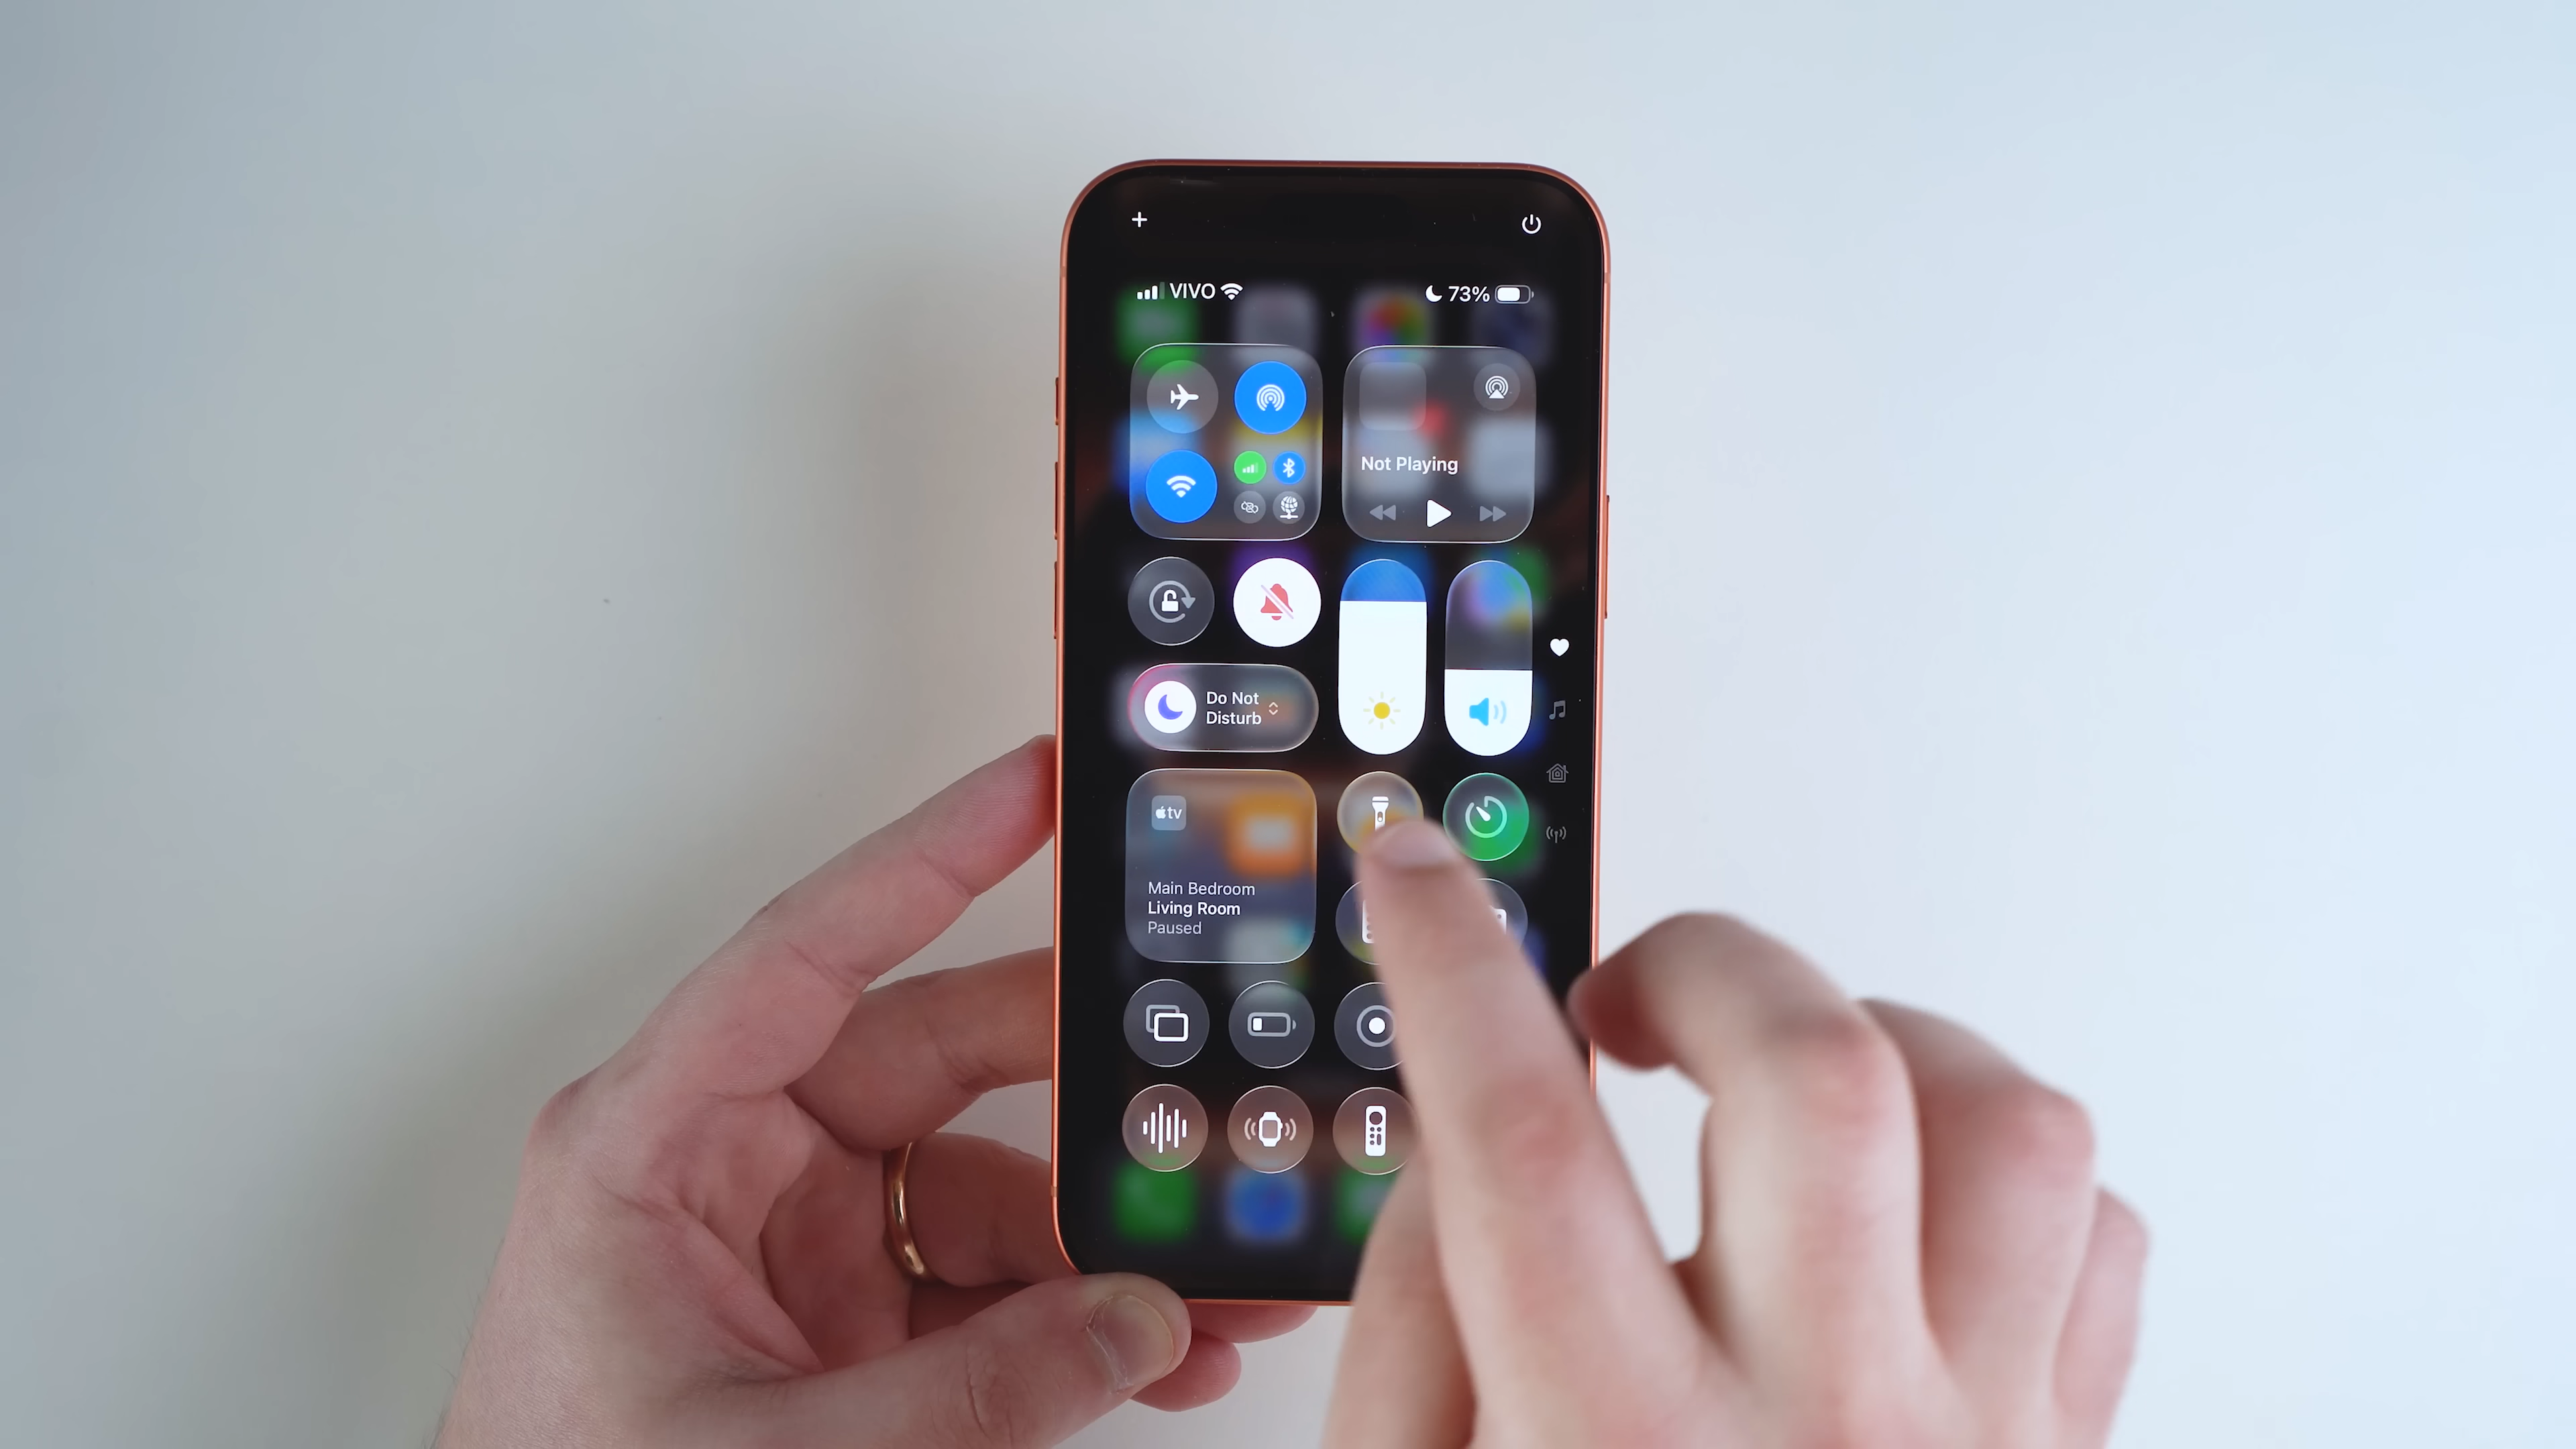 VIVO
73%
Not Playing
Do Not
Disturb
tv
Main Bedroom
Living Room
Paused